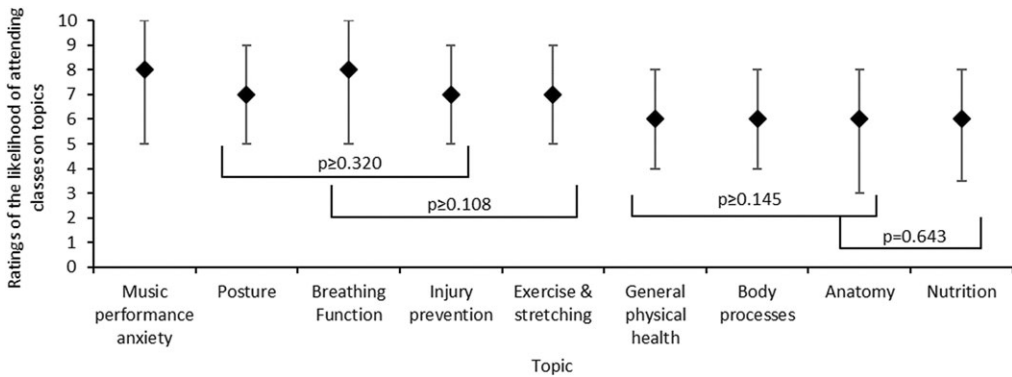 Ratings of the likelihood of attending
classes on topics
10
9
8
7
6
5
4
3
2
1
0
p≥0.320
p≥0.108
p≥0.145
p=0.643
Music
performance
anxiety
Posture
Breathing
Function
Injury
prevention
Exercise &
stretching
General
physical
health
Body
processes
Anatomy
Nutrition
Topic